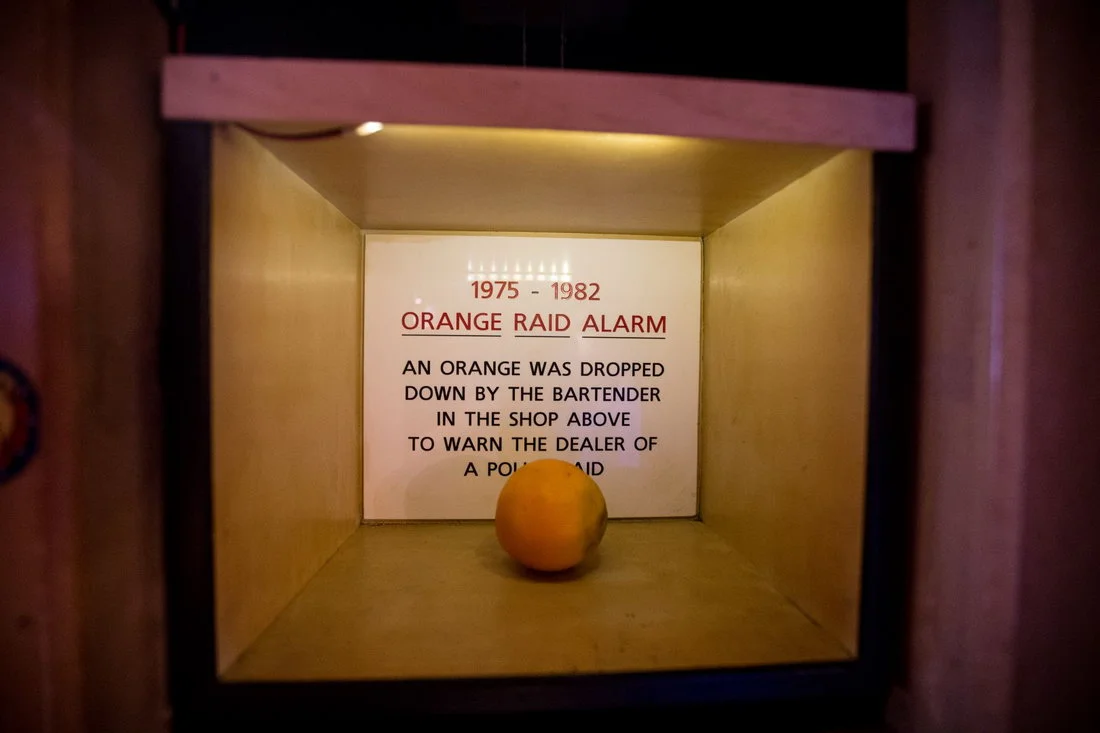 1975 - 1982
ORANGE RAID ALARM
AN ORANGE WAS DROPPED
DOWN BY THE BARTENDER
IN THE SHOP ABOVE
TO WARN THE DEALER OF
A